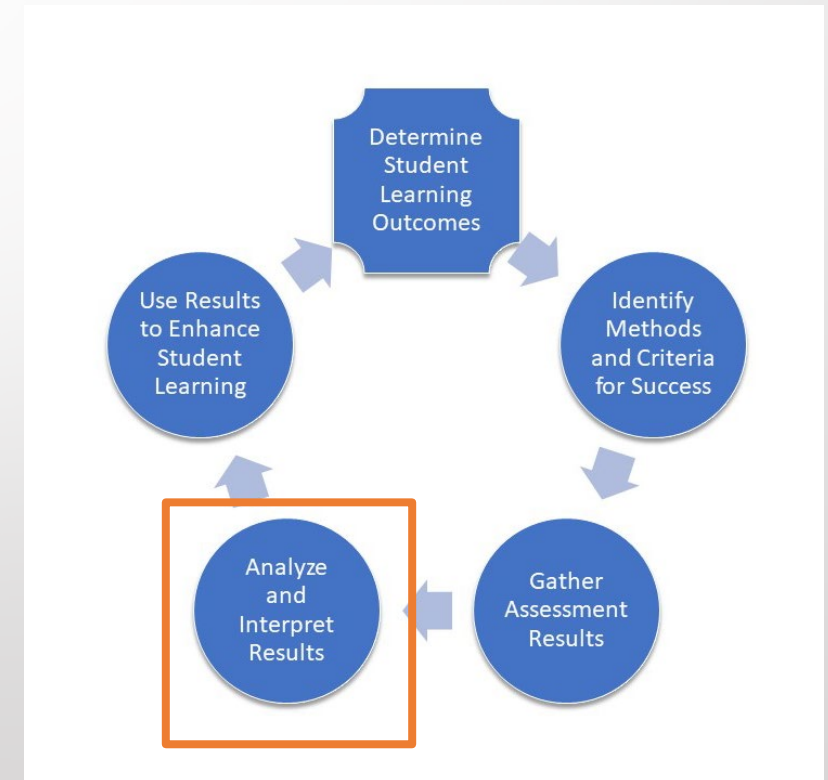 Determine
Student
Learning
Outcomes
Identify
Methods
and Criteria
for Success
Gather
Assessment
Results
Analyze
and
Interpret
Results
Use Results
to Enhance
Student
Learning